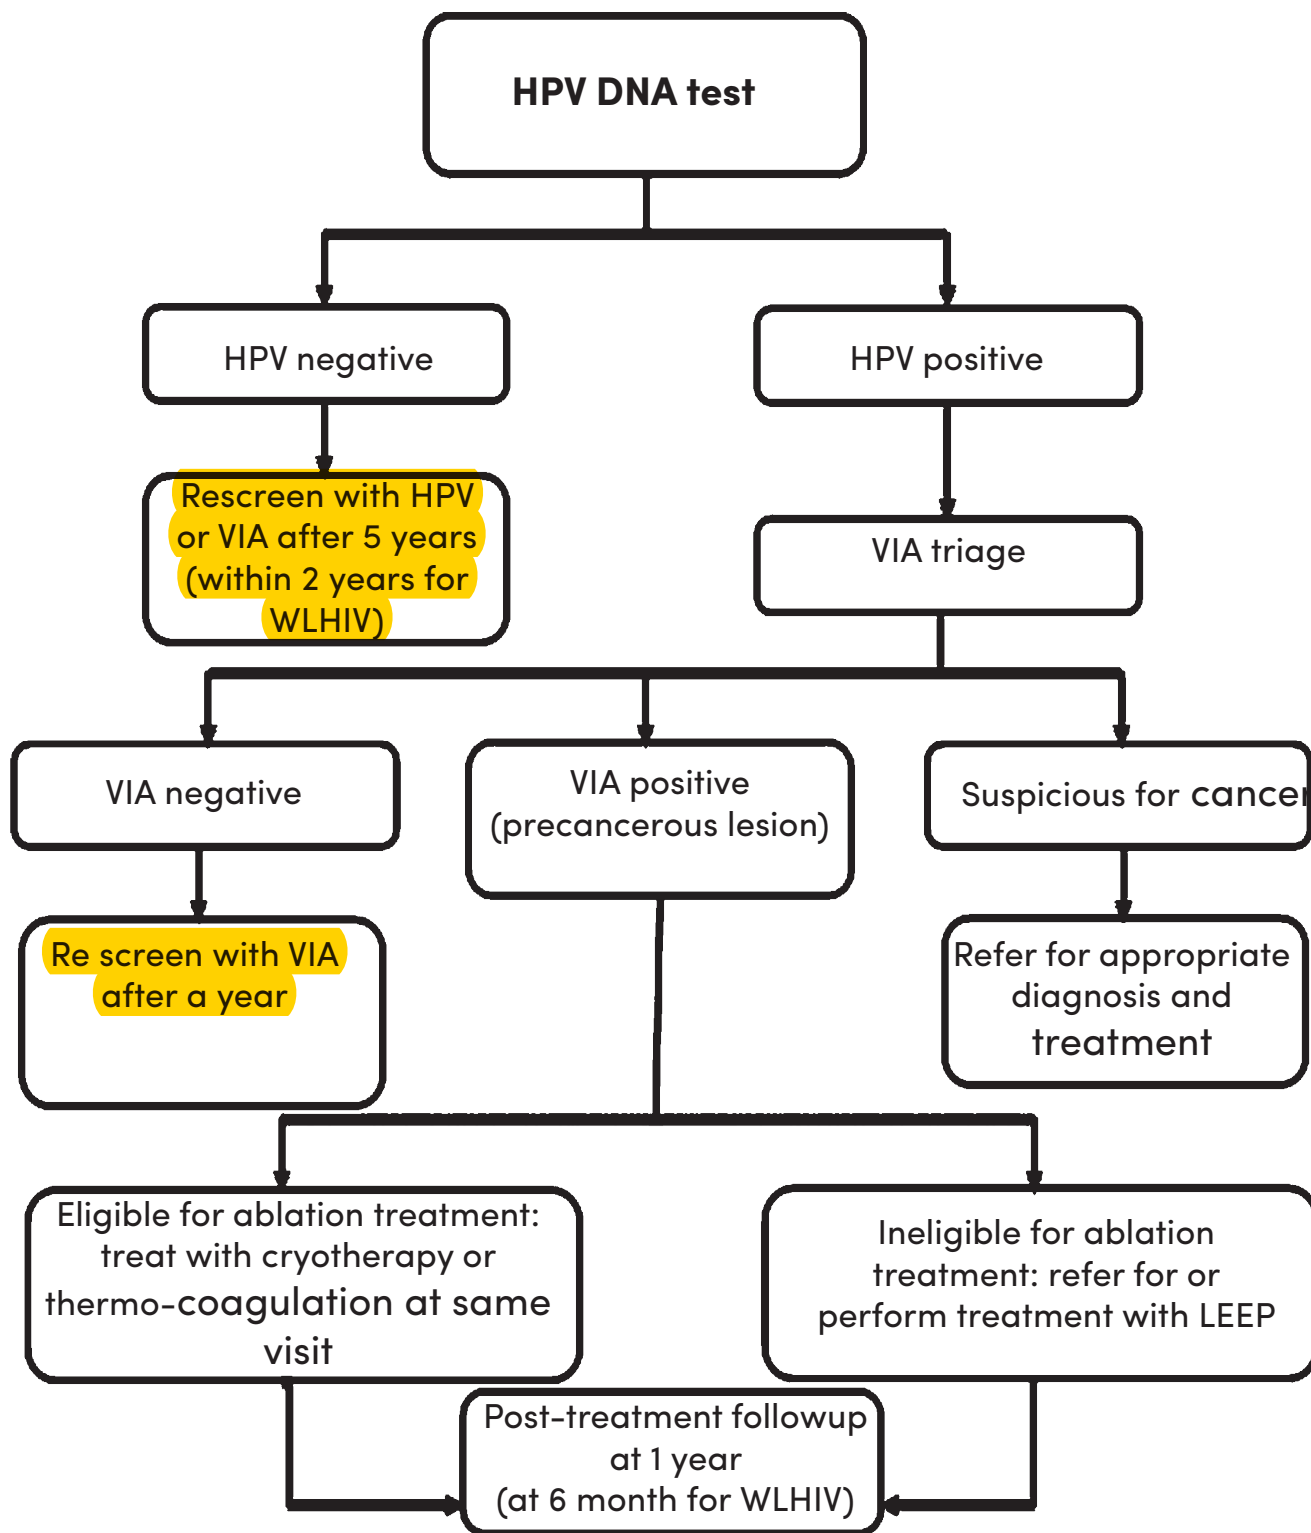 HPV DNA test
HPV negative
HPV positive
Rescreen with HPV
or VIA after 5 years
(within 2 years for
WLHIV)
VIA triage
VIA negative
VIA positive
(precancerous lesion)
Suspicious for cancer
Re screen with VIA
after a year
Refer for appropriate
diagnosis and
treatment
Eligible for ablation treatment:
treat with cryotherapy or
thermo-coagulation at same
visit
Ineligible for ablation
treatment: refer for or
perform treatment with LEEP
Post-treatment followup
at 1 year
(at 6 month for WLHIV)